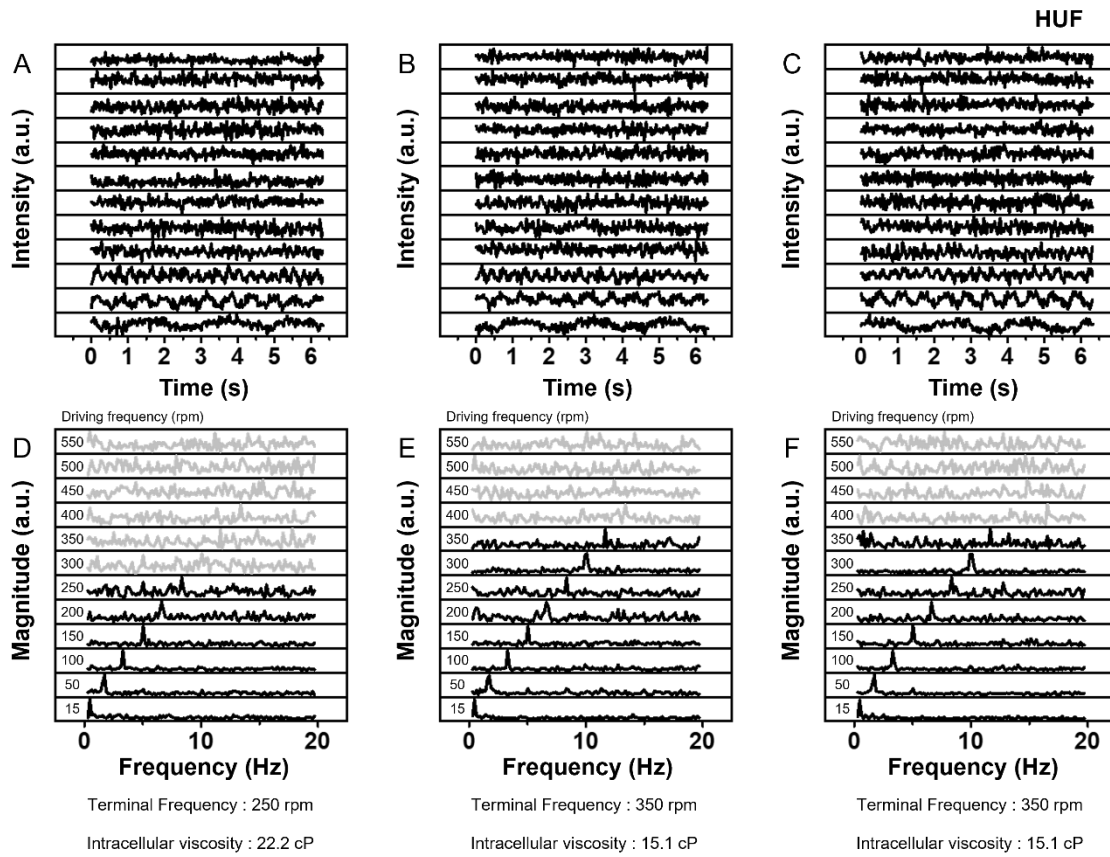 HUF
A
B
C
Intensity (a.u.)
Intensity (a.u.)
Intensity (a.u.)
0 1 2 3 4 5 6
0 1 2 3 4 5 6
0 1 2 3 4 5 6
Time (s)
Time (s)
Time (s)
Driving frequency (rpm)
Driving frequency (rpm)
Driving frequency (rpm)
D
E
F
Magnitude (a.u.)
Magnitude (a.u.)
Magnitude (a.u.)
550
500
450
400
350
300
250
200
150
100
50
15
550
500
450
400
350
300
250
200
150
100
50
15
550
500
450
400
350
300
250
200
150
100
50
15
0 10 20
0 10 20
0 10 20
Frequency (Hz)
Frequency (Hz)
Frequency (Hz)
Terminal Frequency : 250 rpm
Terminal Frequency : 350 rpm
Terminal Frequency : 350 rpm
Intracellular viscosity : 22.2 cP
Intracellular viscosity : 15.1 cP
Intracellular viscosity : 15.1 cP